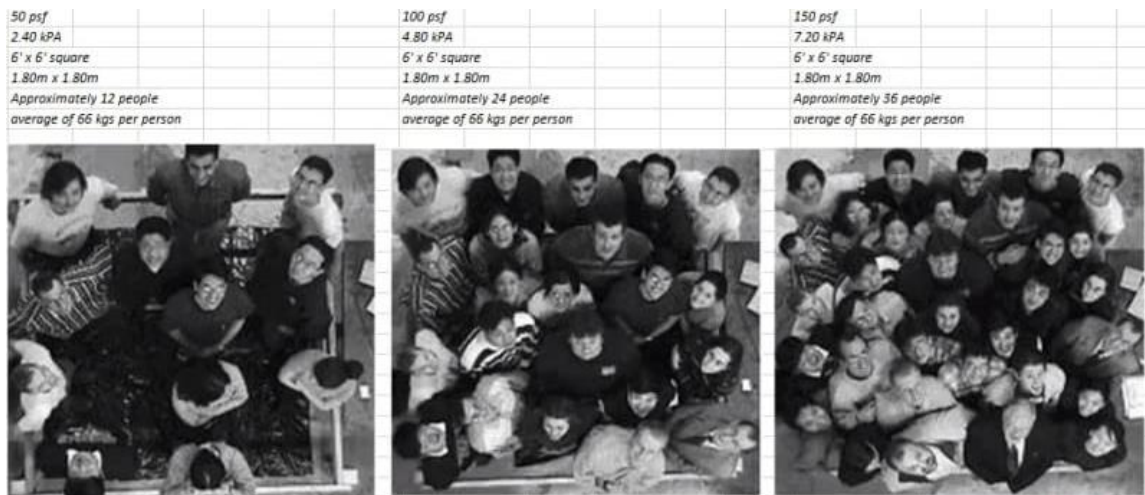 50 psf
2.40 kPA
6' x 6' square
1.80m x 1.80m
Approximately 12 people
average of 66 kgs per person
100 psf
4.80 kPA
6' x 6' square
1.80m x 1.80m
Approximately 24 people
average of 66 kgs per person
150 psf
7.20 kPA
6' x 6' square
1.80m x 1.80m
Approximately 36 people
average of 66 kgs per person